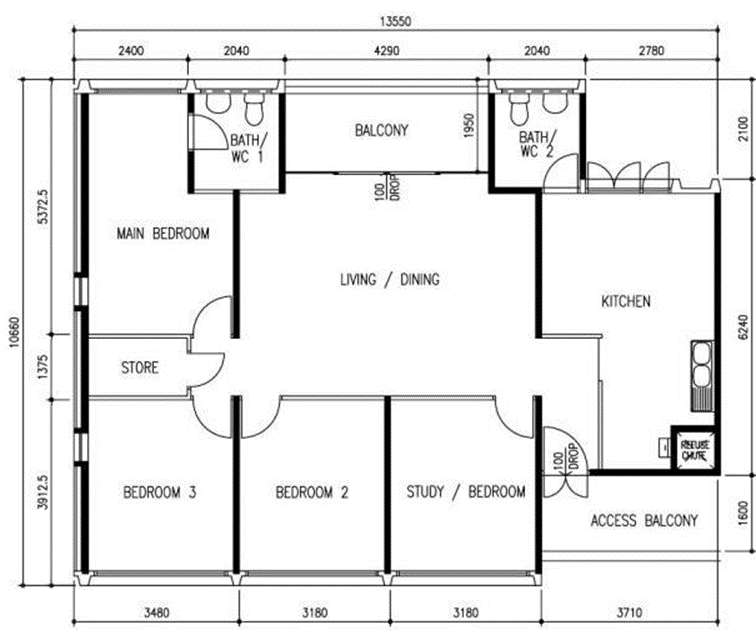 13550
2400
2040
4290
2040
2780
BATH/
WC 1
BALCONY
1950
BATH/
WC 2
2100
100
DROP
5372.5
MAIN BEDROOM
LIVING / DINING
KITCHEN
10660
6240
1375
STORE
REFUSE
CHUTE
100
DROP
3912.5
BEDROOM 3
BEDROOM 2
STUDY / BEDROOM
ACCESS BALCONY
1600
3480
3180
3180
3710